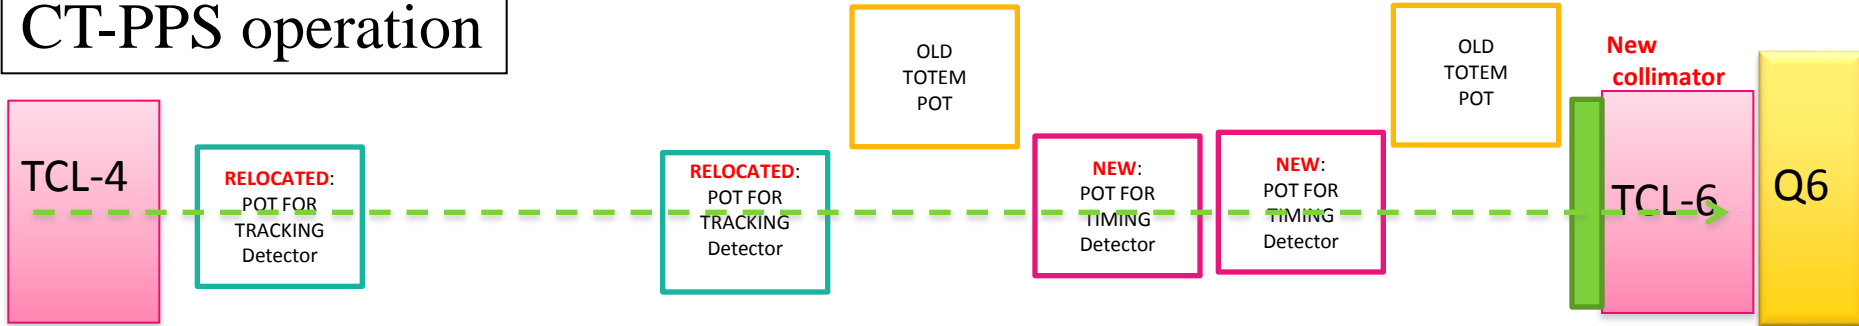 CT-PPS operation
TCL-4
RELOCATED:
POT FOR
TRACKING
Detector
RELOCATED:
POT FOR
TRACKING
Detector
OLD
TOTEM
POT
NEW:
POT FOR
TIMING
Detector
NEW:
POT FOR
TIMING
Detector
OLD
TOTEM
POT
New
collimator
TCL-6
Q6